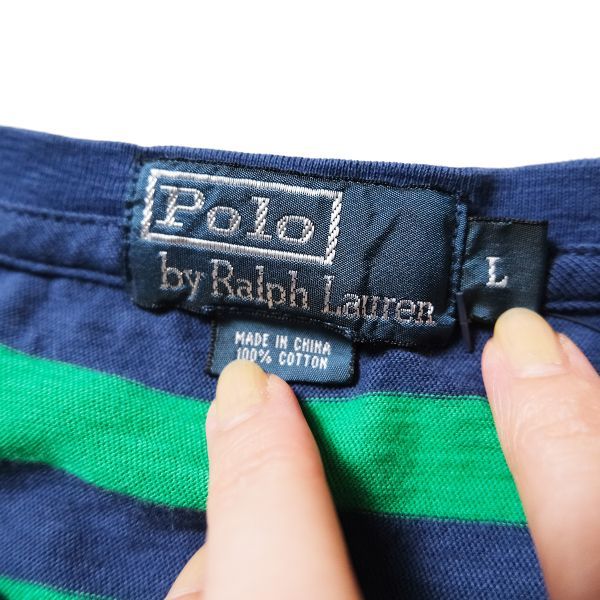 Polo
by Ralph Lauren
L
MADE IN CHINA
100% COTTON